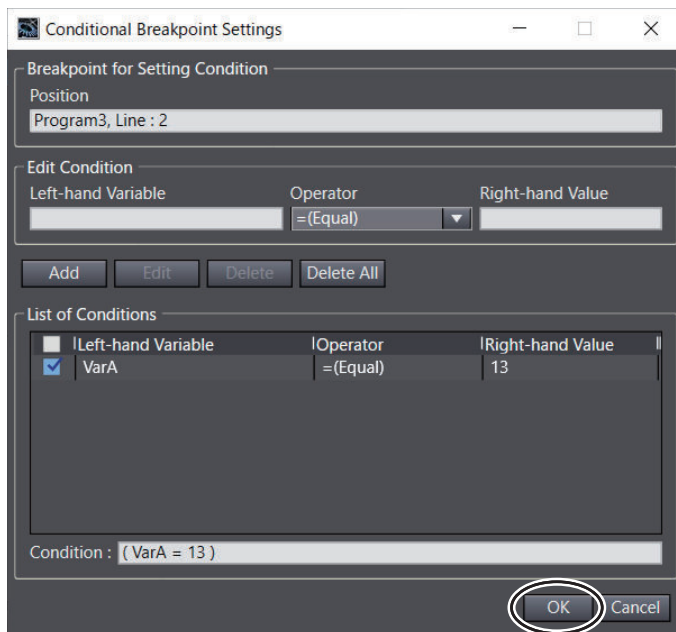 Conditional Breakpoint Settings
Breakpoint for Setting Condition
Position
Program3, Line : 2
Edit Condition
Left-hand Variable Operator Right-hand Value
=(Equal)
Add Edit Delete Delete All
List of Conditions
Left-hand Variable Operator Right-hand Value
VarA =(Equal) 13
Condition : ( VarA = 13 )
OK Cancel